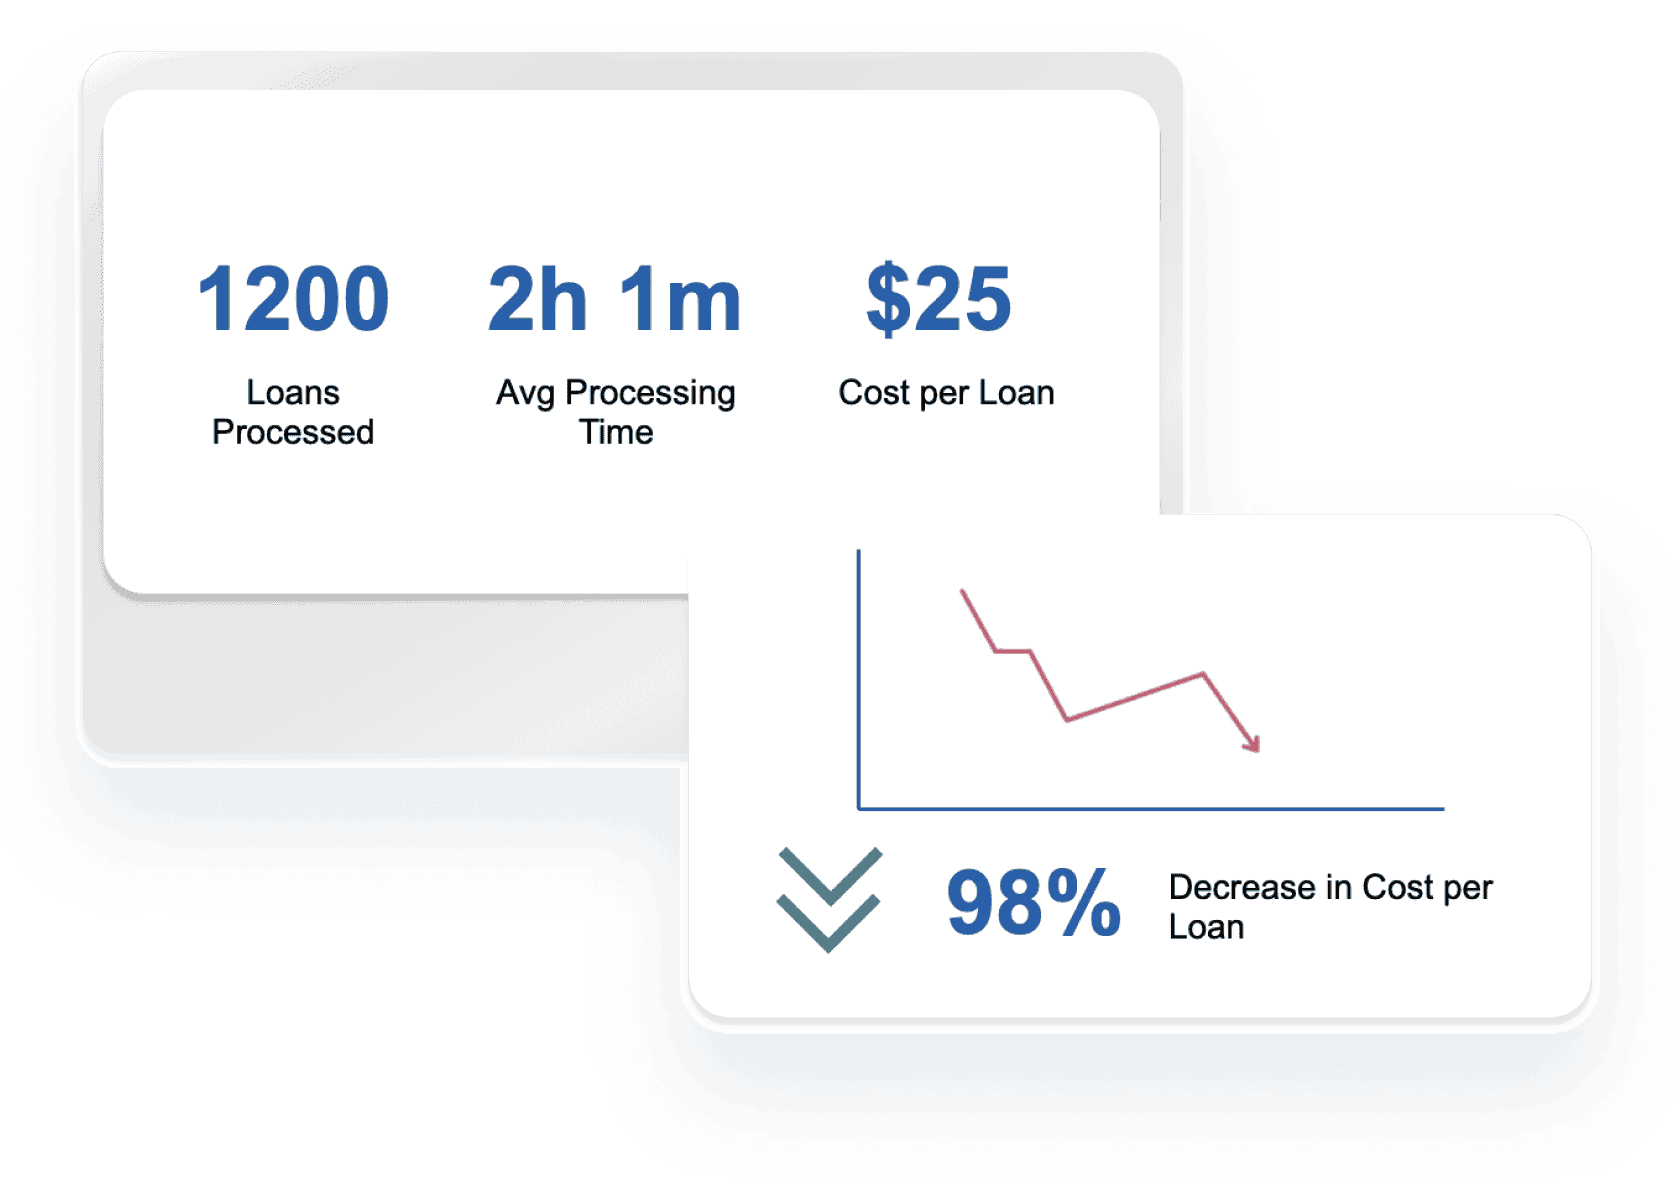 1200
2h 1m
$25
Loans
Processed
Avg Processing
Time
Cost per Loan
98%
Decrease in Cost per
Loan